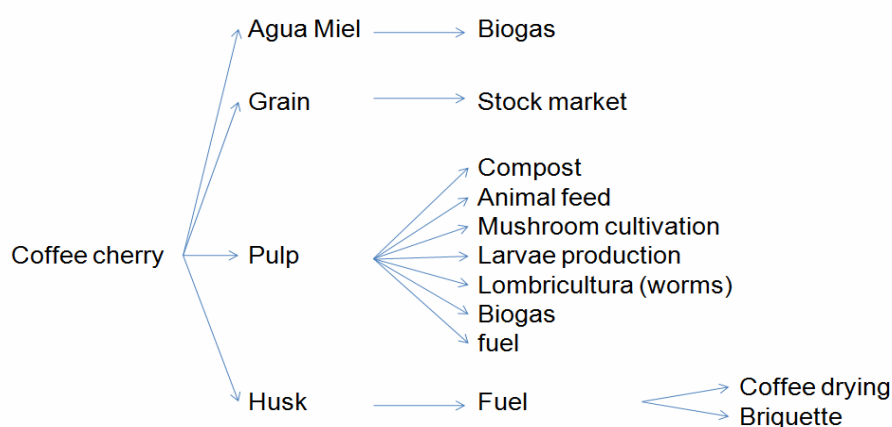 Agua Miel
Biogas
Grain
Stock market
Compost
Animal feed
Mushroom cultivation
Coffee cherry
Pulp
Larvae production
Lombricultura (worms)
Biogas
fuel
Husk
Fuel
Coffee drying
Briquette